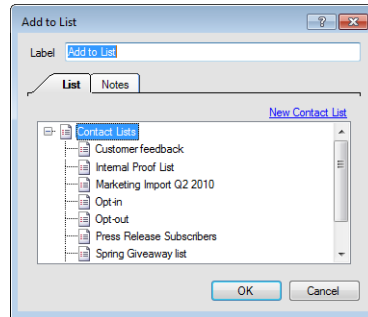 Add to List
Label Add to List
List Notes
New Contact List
Contact Lists
Customer feedback
Internal Proof List
Marketing Import Q2 2010
Opt-in
Opt-out
Press Release Subscribers
Spring Giveaway list
OK Cancel